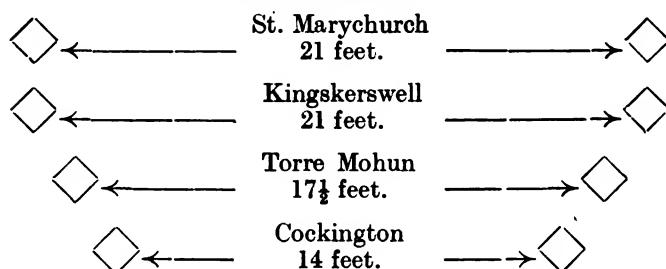 St. Marychurch
21 feet.
Kingskerswell
21 feet.
Torre Mohun
17½ feet.
Cockington
14 feet.